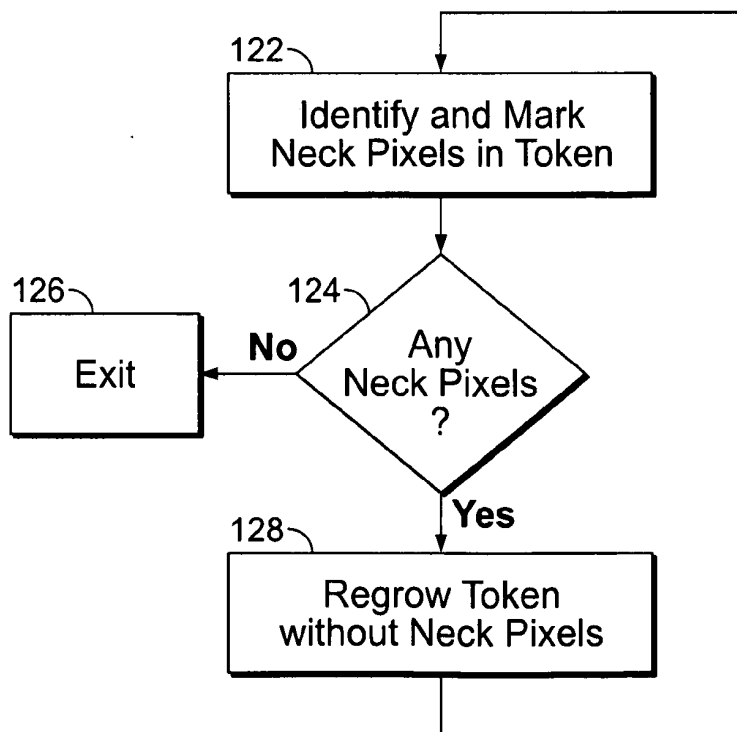 122
Identify and Mark
Neck Pixels in Token
126
124
No
Exit
Any
Neck Pixels
?
Yes
128
Regrow Token
without Neck Pixels